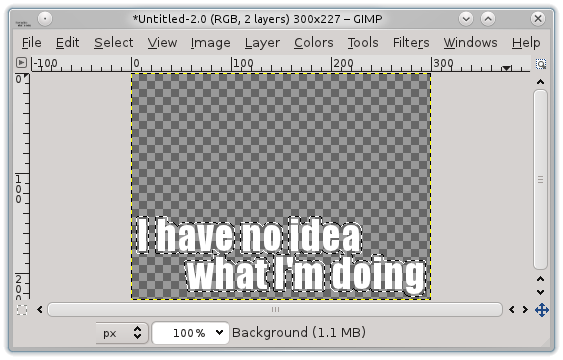 *Untitled-2.0 (RGB, 2 layers) 300x227 – GIMP
File Edit Select View Image Layer Colors Tools Filters Windows Help
-100 0 100 200 300
0
100
200
I have no idea
what I'm doing
px 100% Background (1.1 MB)